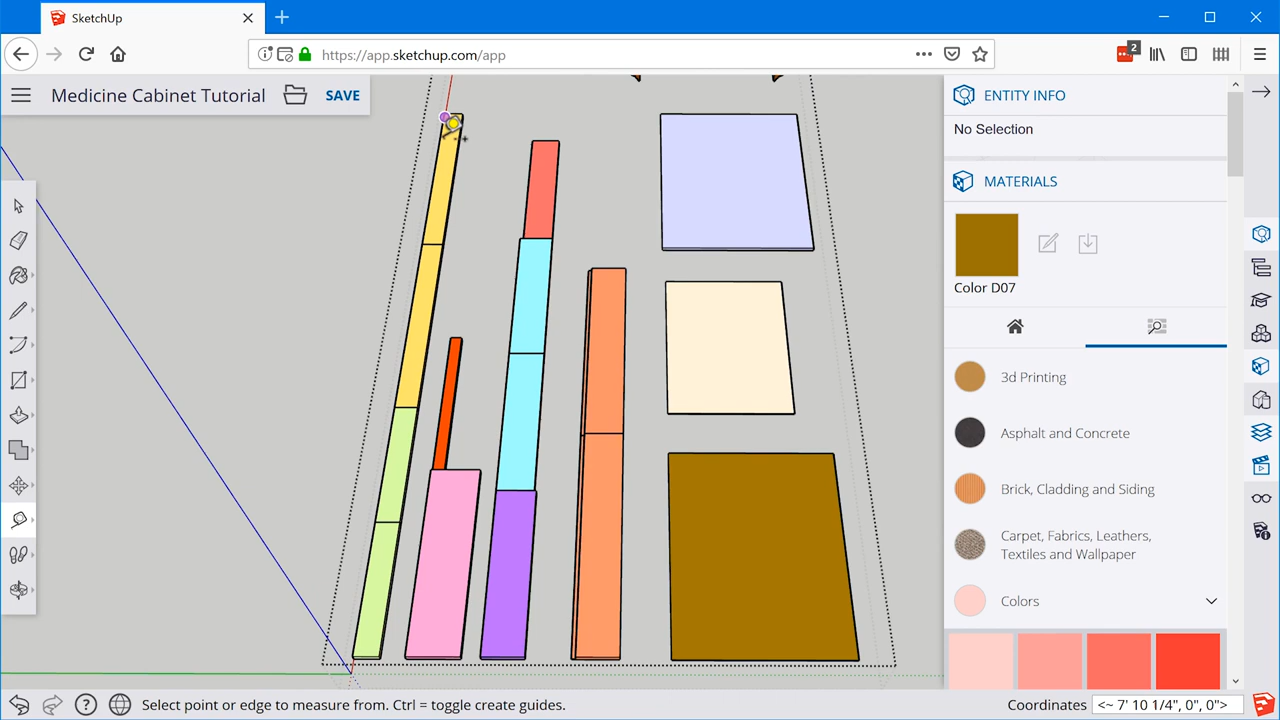 SketchUp
https://app.sketchup.com/app
2
Medicine Cabinet Tutorial
SAVE
ENTITY INFO
No Selection
MATERIALS
Color D07
3d Printing
Asphalt and Concrete
Brick, Cladding and Siding
Carpet, Fabrics, Leathers,
Textiles and Wallpaper
Colors
Select point or edge to measure from. Ctrl = toggle create guides.
Coordinates
<~ 7' 10 1/4", 0", 0">